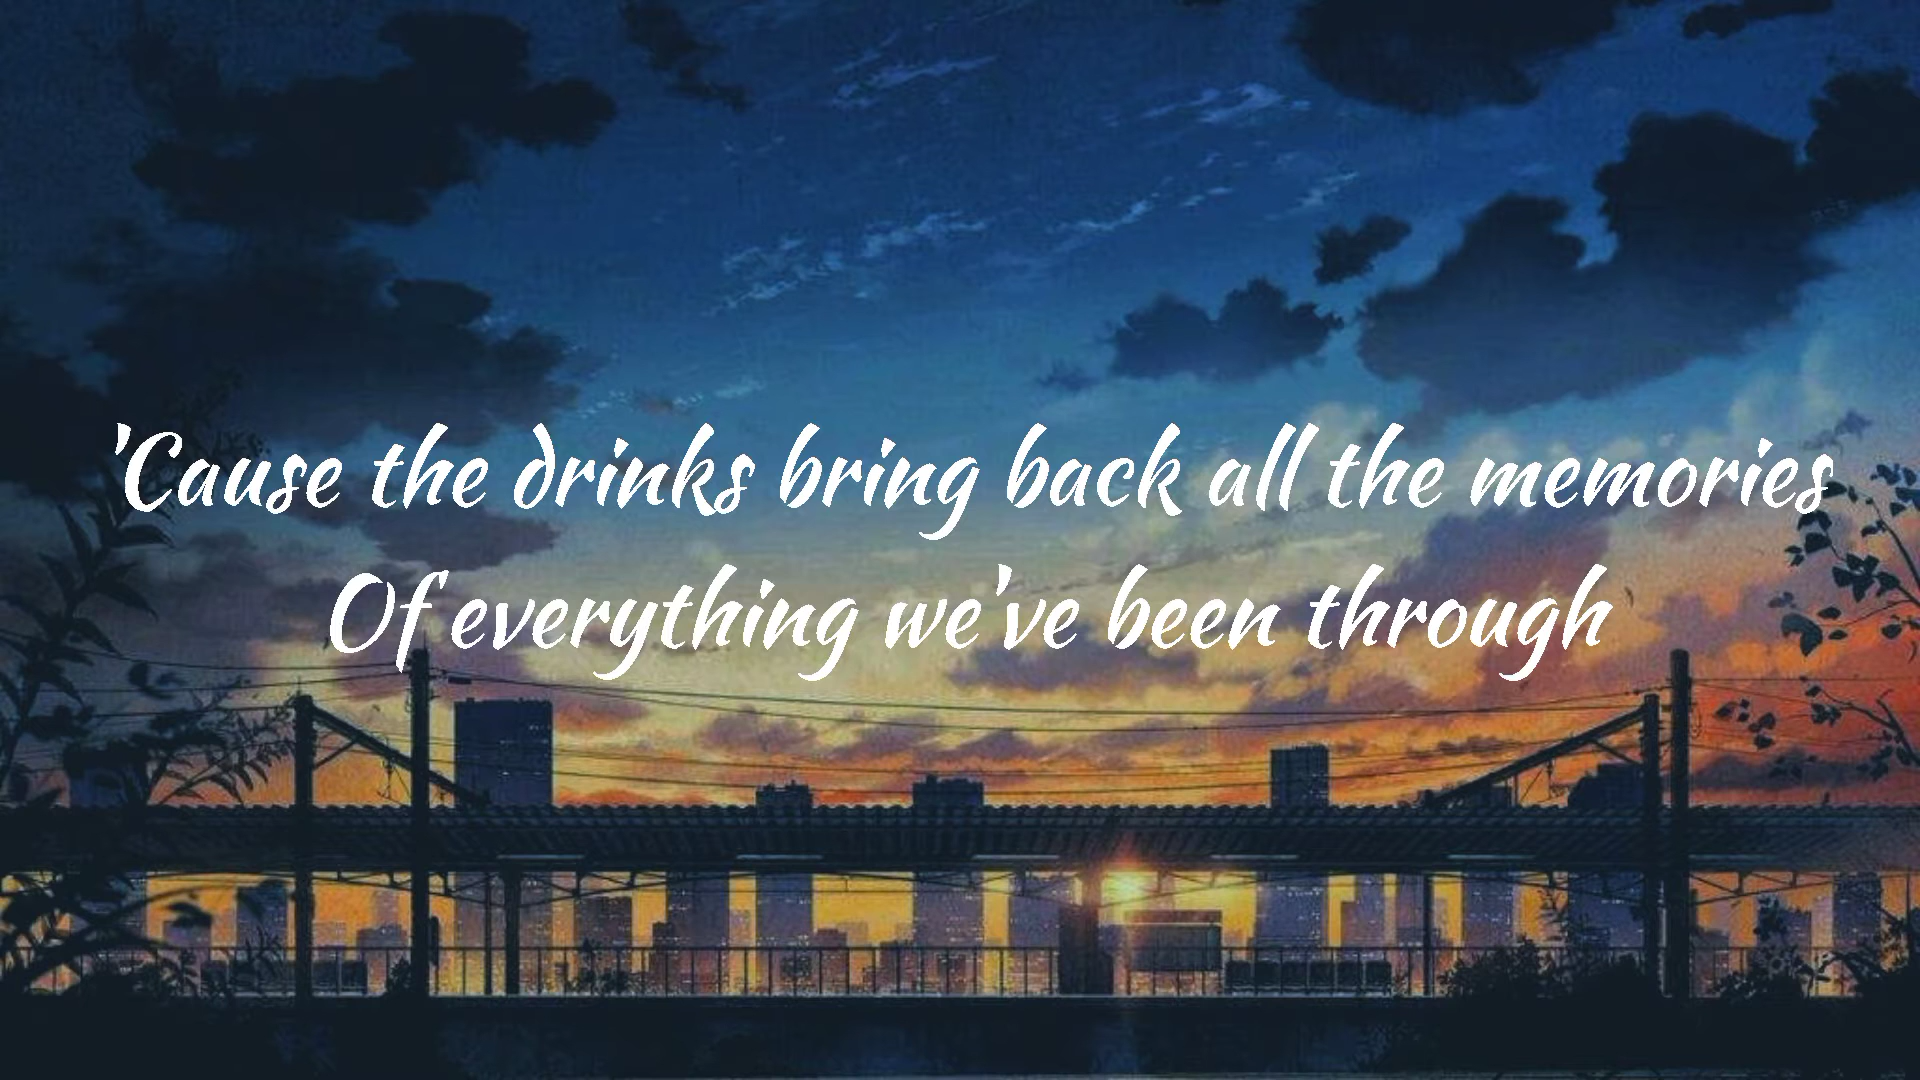 'Cause the drinks bring back all the memories
Of everything we've been through